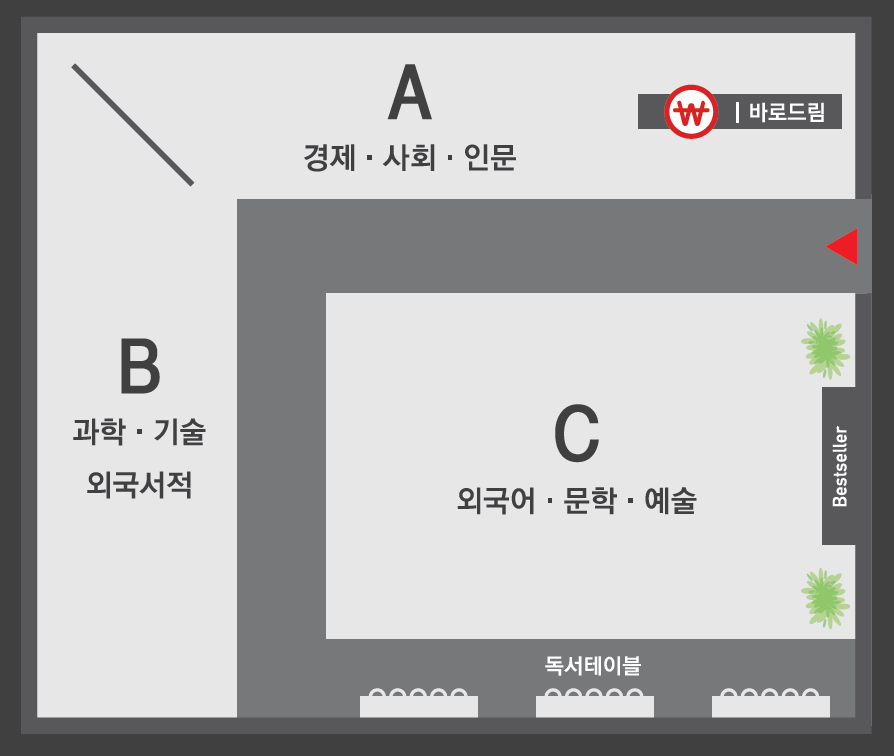 A
경제 · 사회 · 인문
₩ | 바로드림
B
과학 · 기술
외국서적
C
외국어 · 문학 · 예술
Bestseller
독서테이블